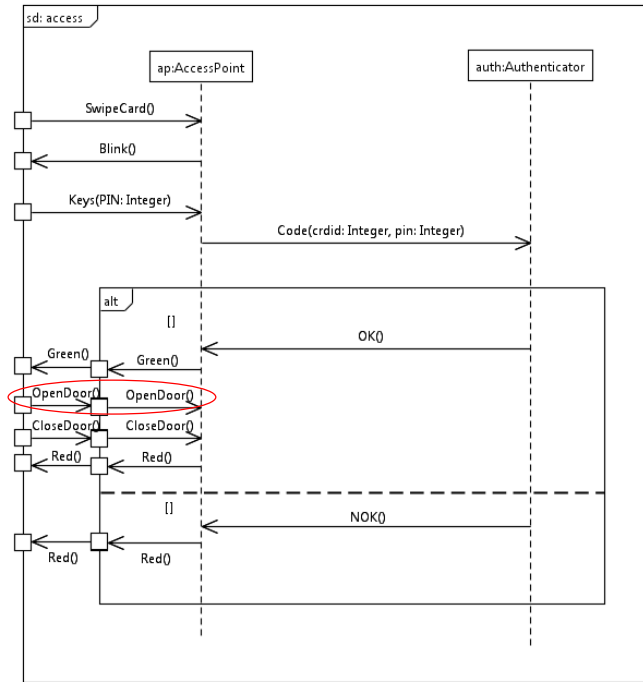 sd: access
ap:AccessPoint
auth:Authenticator
SwipeCard()
Blink()
Keys(PIN: Integer)
Code(crdid: Integer, pin: Integer)
alt
[]
OK()
Green()
Green()
OpenDoor()
OpenDoor()
CloseDoor()
CloseDoor()
Red()
Red()
[]
NOK()
Red()
Red()